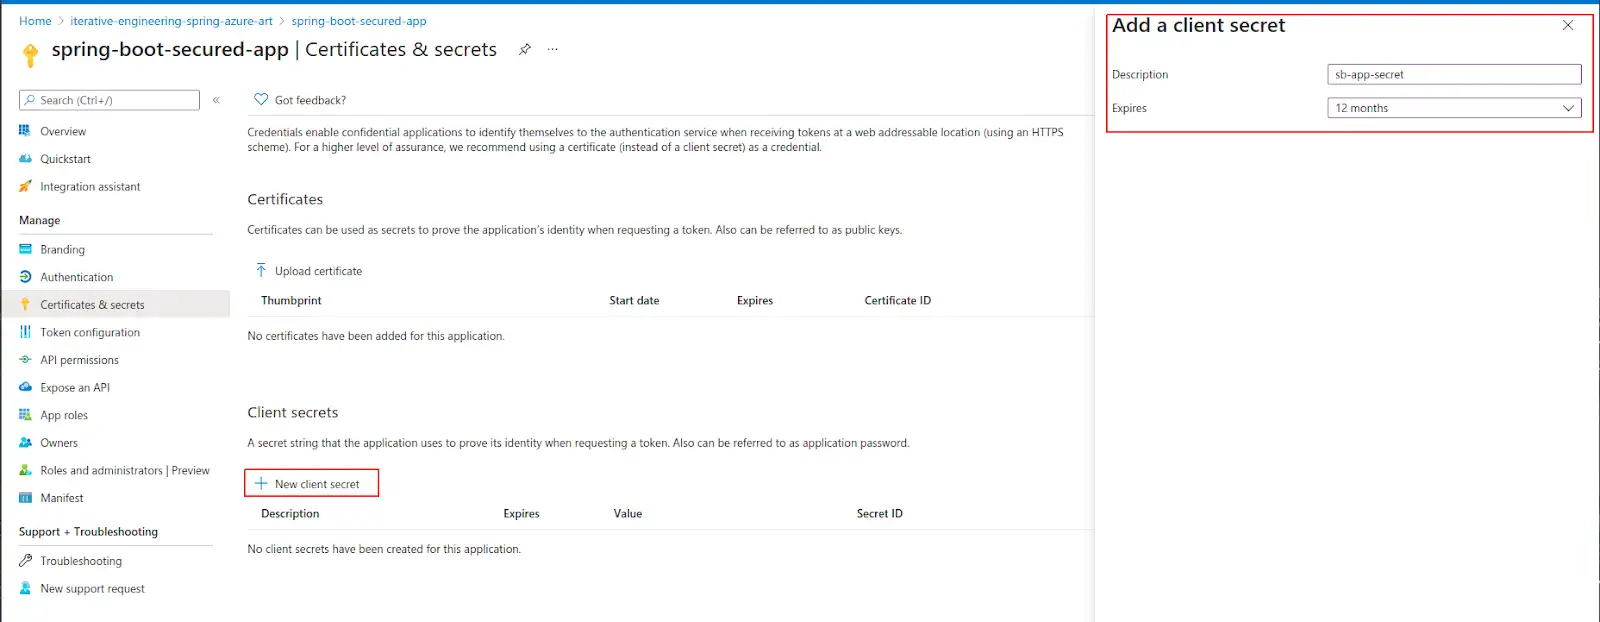 Home > iterative-engineering-spring-azure-art > spring-boot-secured-app
spring-boot-secured-app | Certificates & secrets
Search (Ctrl+/)
Overview
Quickstart
Integration assistant
Manage
Branding
Authentication
Certificates & secrets
Token configuration
API permissions
Expose an API
App roles
Owners
Roles and administrators | Preview
Manifest
Support + Troubleshooting
Troubleshooting
New support request
Got feedback?
Credentials enable confidential applications to identify themselves to the authentication service when receiving tokens at a web addressable location (using an HTTPS
scheme). For a higher level of assurance, we recommend using a certificate (instead of a client secret) as a credential.
Certificates
Certificates can be used as secrets to prove the application's identity when requesting a token. Also can be referred to as public keys.
Upload certificate
Thumbprint Start date Expires Certificate ID
No certificates have been added for this application.
Client secrets
A secret string that the application uses to prove its identity when requesting a token. Also can be referred to as application password.
New client secret
Description Expires Value Secret ID
No client secrets have been created for this application.
Add a client secret
Description sb-app-secret
Expires 12 months